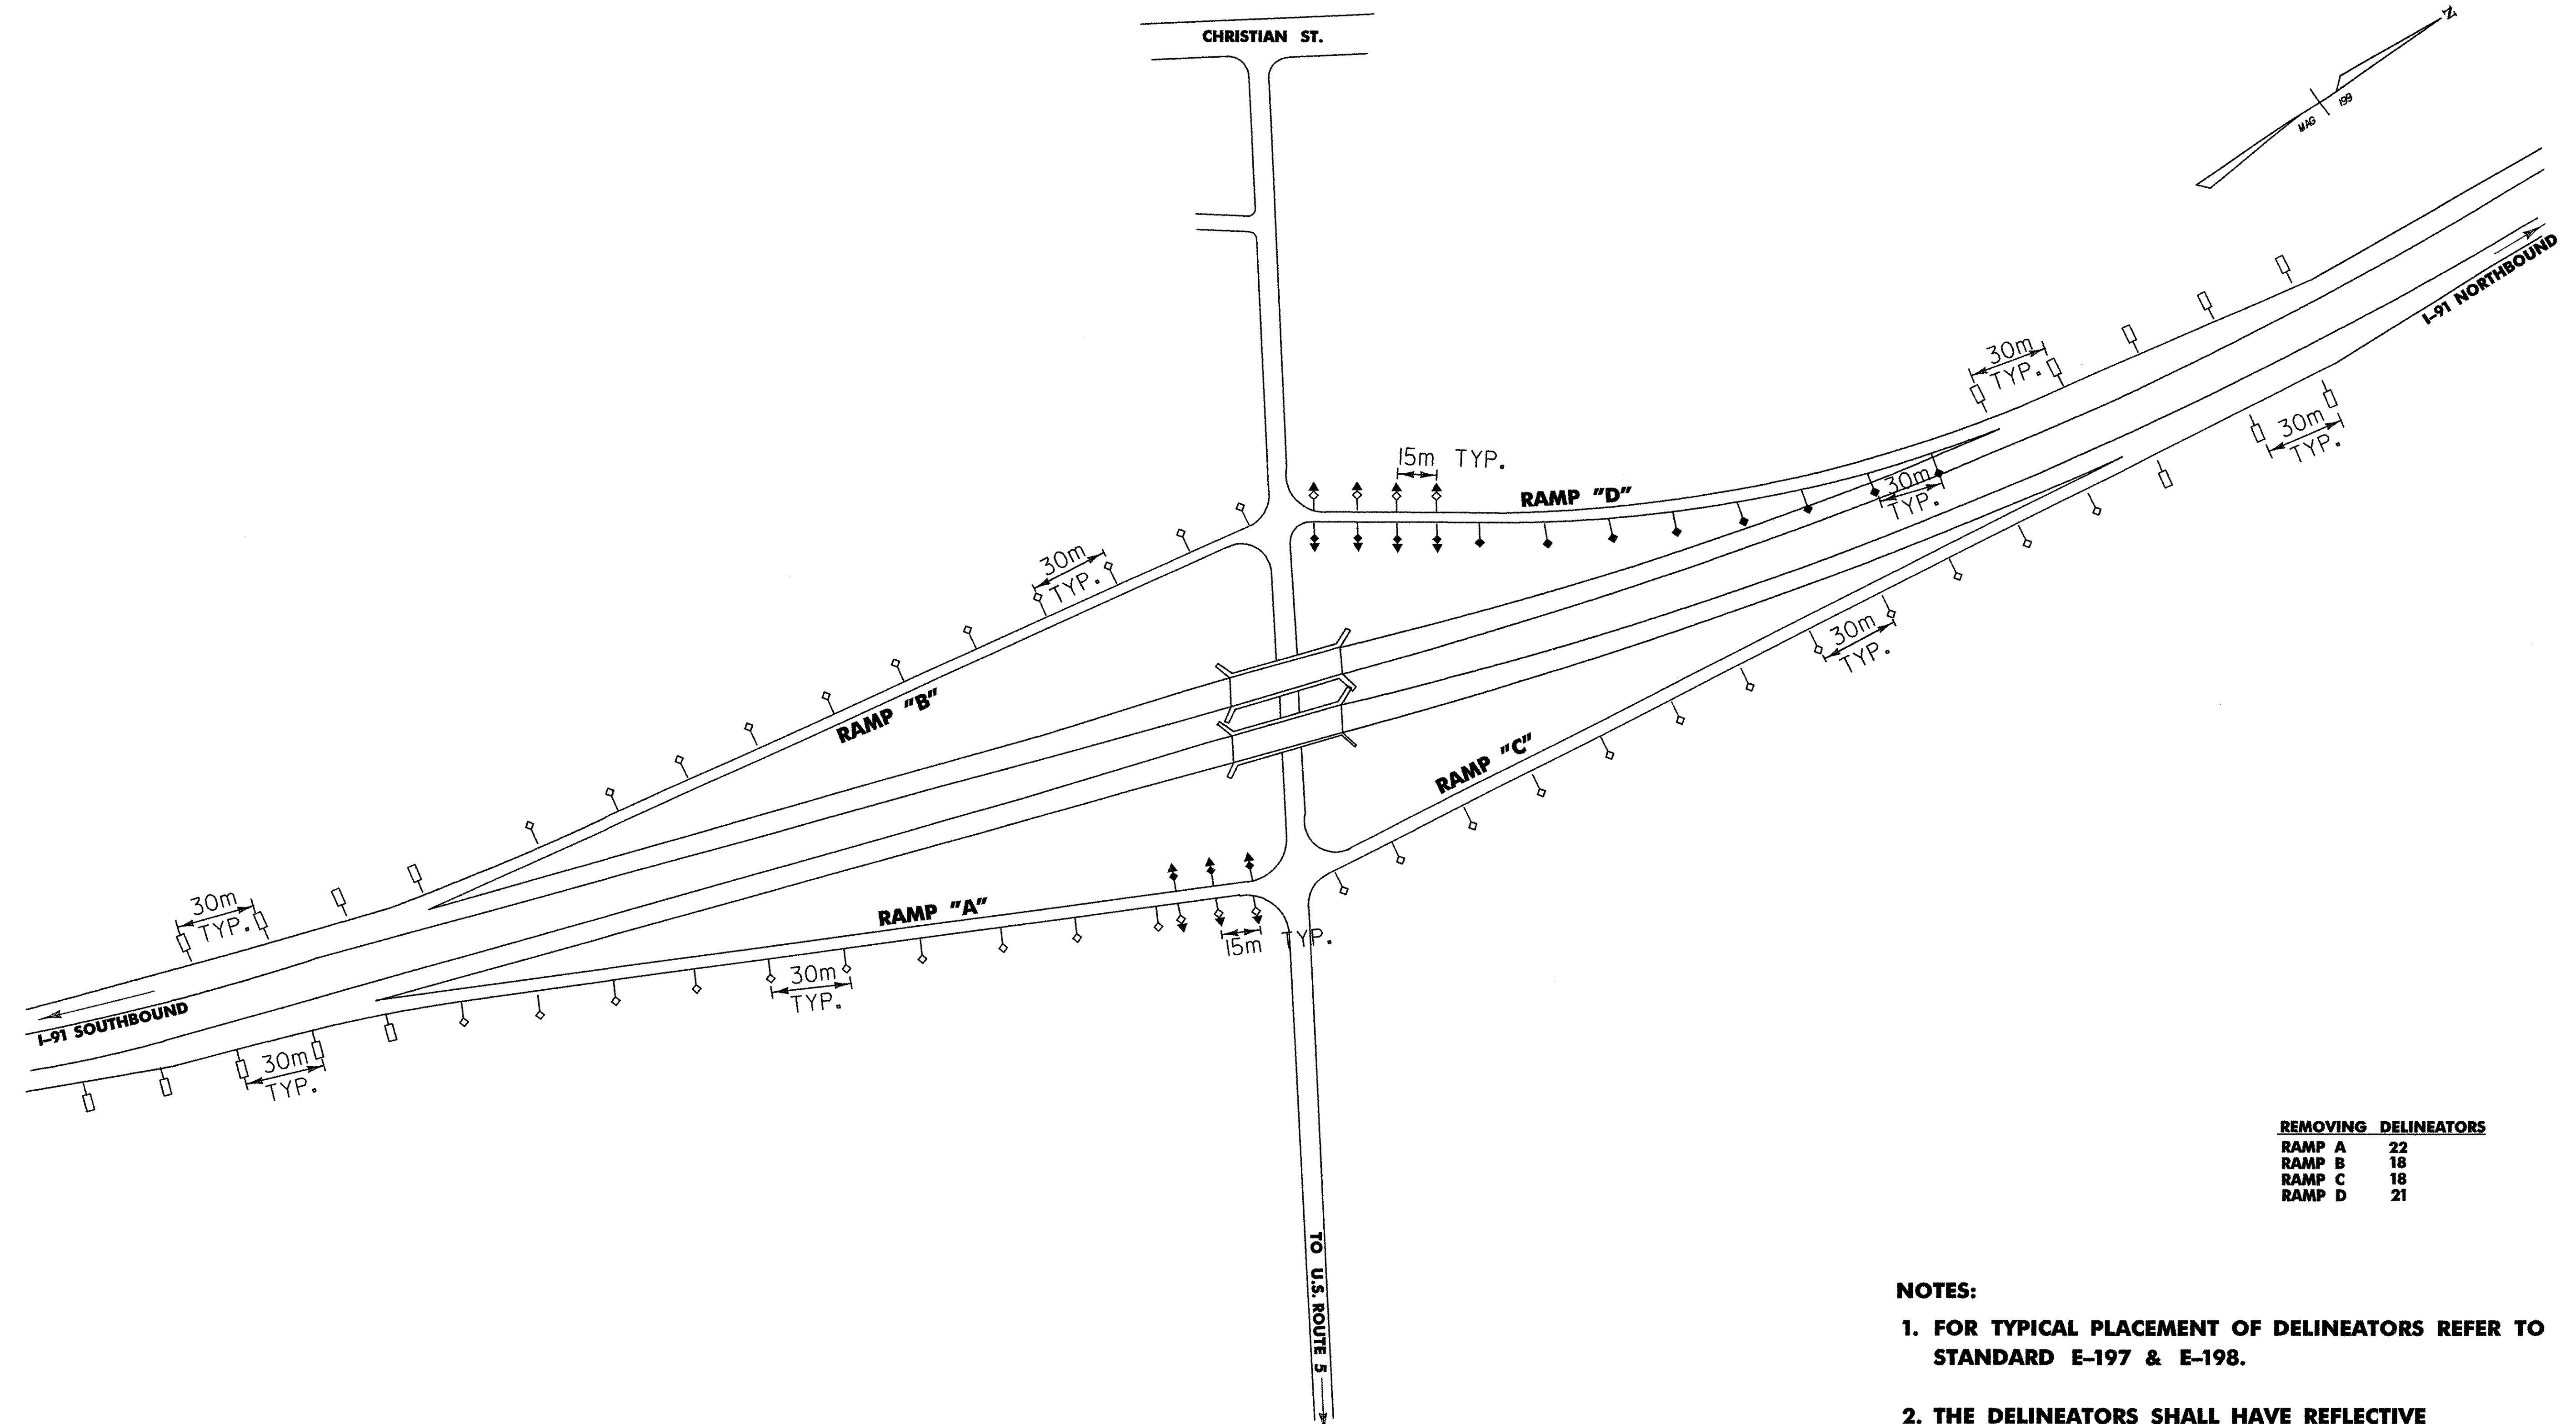 CHRISTIAN ST.
N
MAG 199
I-91 NORTHBOUND
30m
TYP.
30m
TYP.
15m TYP.
RAMP "D"
30m
TYP.
30m
TYP.
30m
TYP.
RAMP "B"
RAMP "C"
30m
TYP.
RAMP "A"
15m TYP.
30m
TYP.
I-91 SOUTHBOUND
30m
TYP.
TO U.S. ROUTE 5
REMOVING DELINEATORS
RAMP A 22
RAMP B 18
RAMP C 18
RAMP D 21
NOTES:
1. FOR TYPICAL PLACEMENT OF DELINEATORS REFER TO
STANDARD E-197 & E-198.
2. THE DELINEATORS SHALL HAVE REFLECTIVE